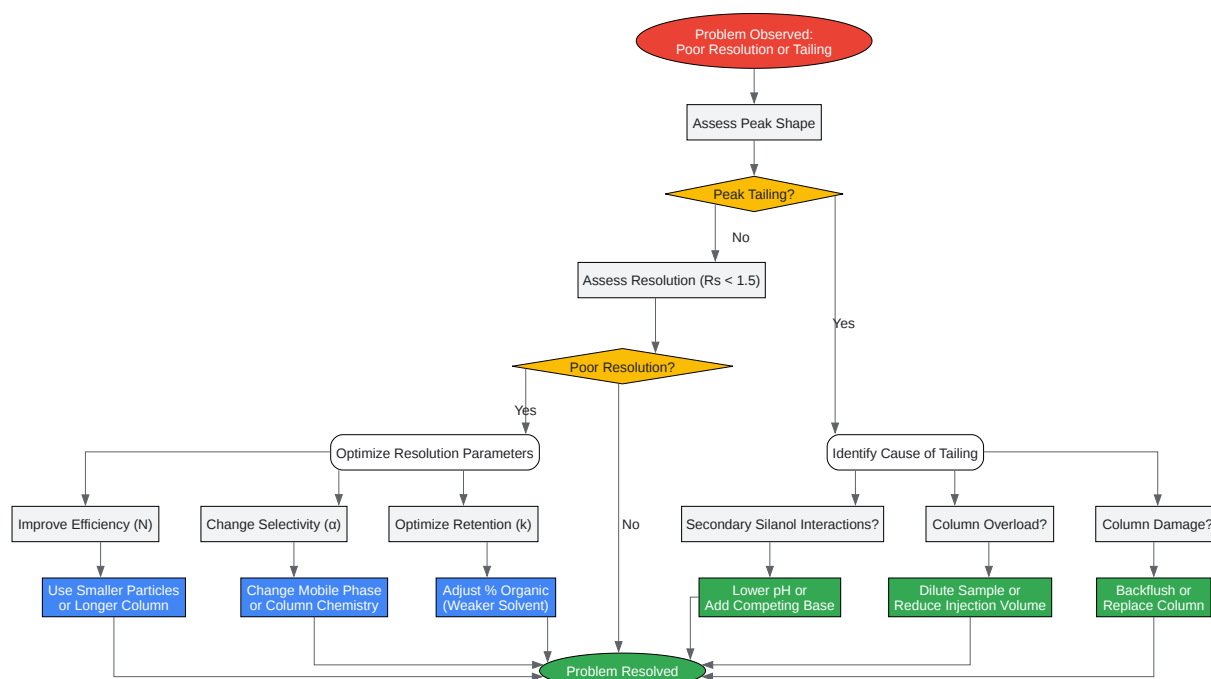 Problem Observed:
Poor Resolution or Tailing
Assess Peak Shape
Peak Tailing?
No
Assess Resolution (Rs < 1.5)
Yes
Poor Resolution?
Yes
Optimize Resolution Parameters
Identify Cause of Tailing
Improve Efficiency (N)
Change Selectivity (α)
Optimize Retention (k)
No
Secondary Silanol Interactions?
Column Overload?
Column Damage?
Use Smaller Particles
or Longer Column
Change Mobile Phase
or Column Chemistry
Adjust % Organic
(Weaker Solvent)
Lower pH or
Add Competing Base
Dilute Sample or
Reduce Injection Volume
Backflush or
Replace Column
Problem Resolved